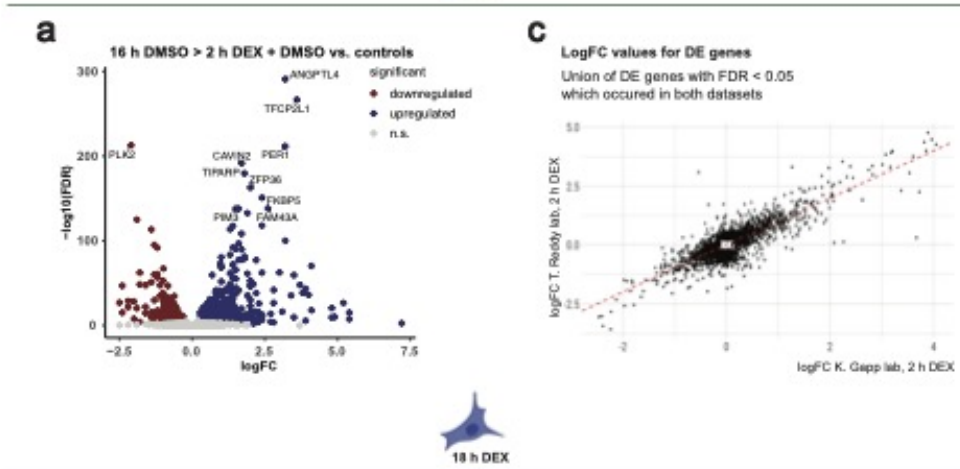 a
16 h DMSO > 2 h DEX + DMSO vs. controls
300
200
100
0
−log10(FDR)
−2.5
0.0
2.5
5.0
7.5
logFC
ANGPTL4
TFCP2L1
PLK2
CAVIN2
PER1
TIPARP
ZFP36
FKBP5
PIM3
FAM43A
significant
downregulated
upregulated
n.s.
c
LogFC values for DE genes
Union of DE genes with FDR < 0.05
which occured in both datasets
5.0
2.5
0.0
-2.5
logFC T. Reddy lab, 2 h DEX
-2
0
2
4
logFC K. Gapp lab, 2 h DEX
18 h DEX